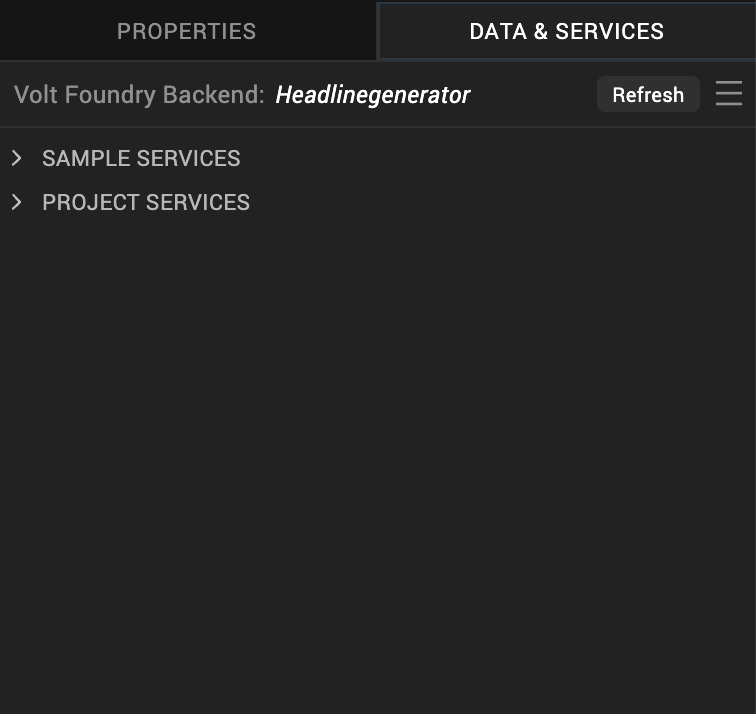 PROPERTIES DATA & SERVICES
Volt Foundry Backend: Headlinegenerator Refresh
SAMPLE SERVICES
PROJECT SERVICES